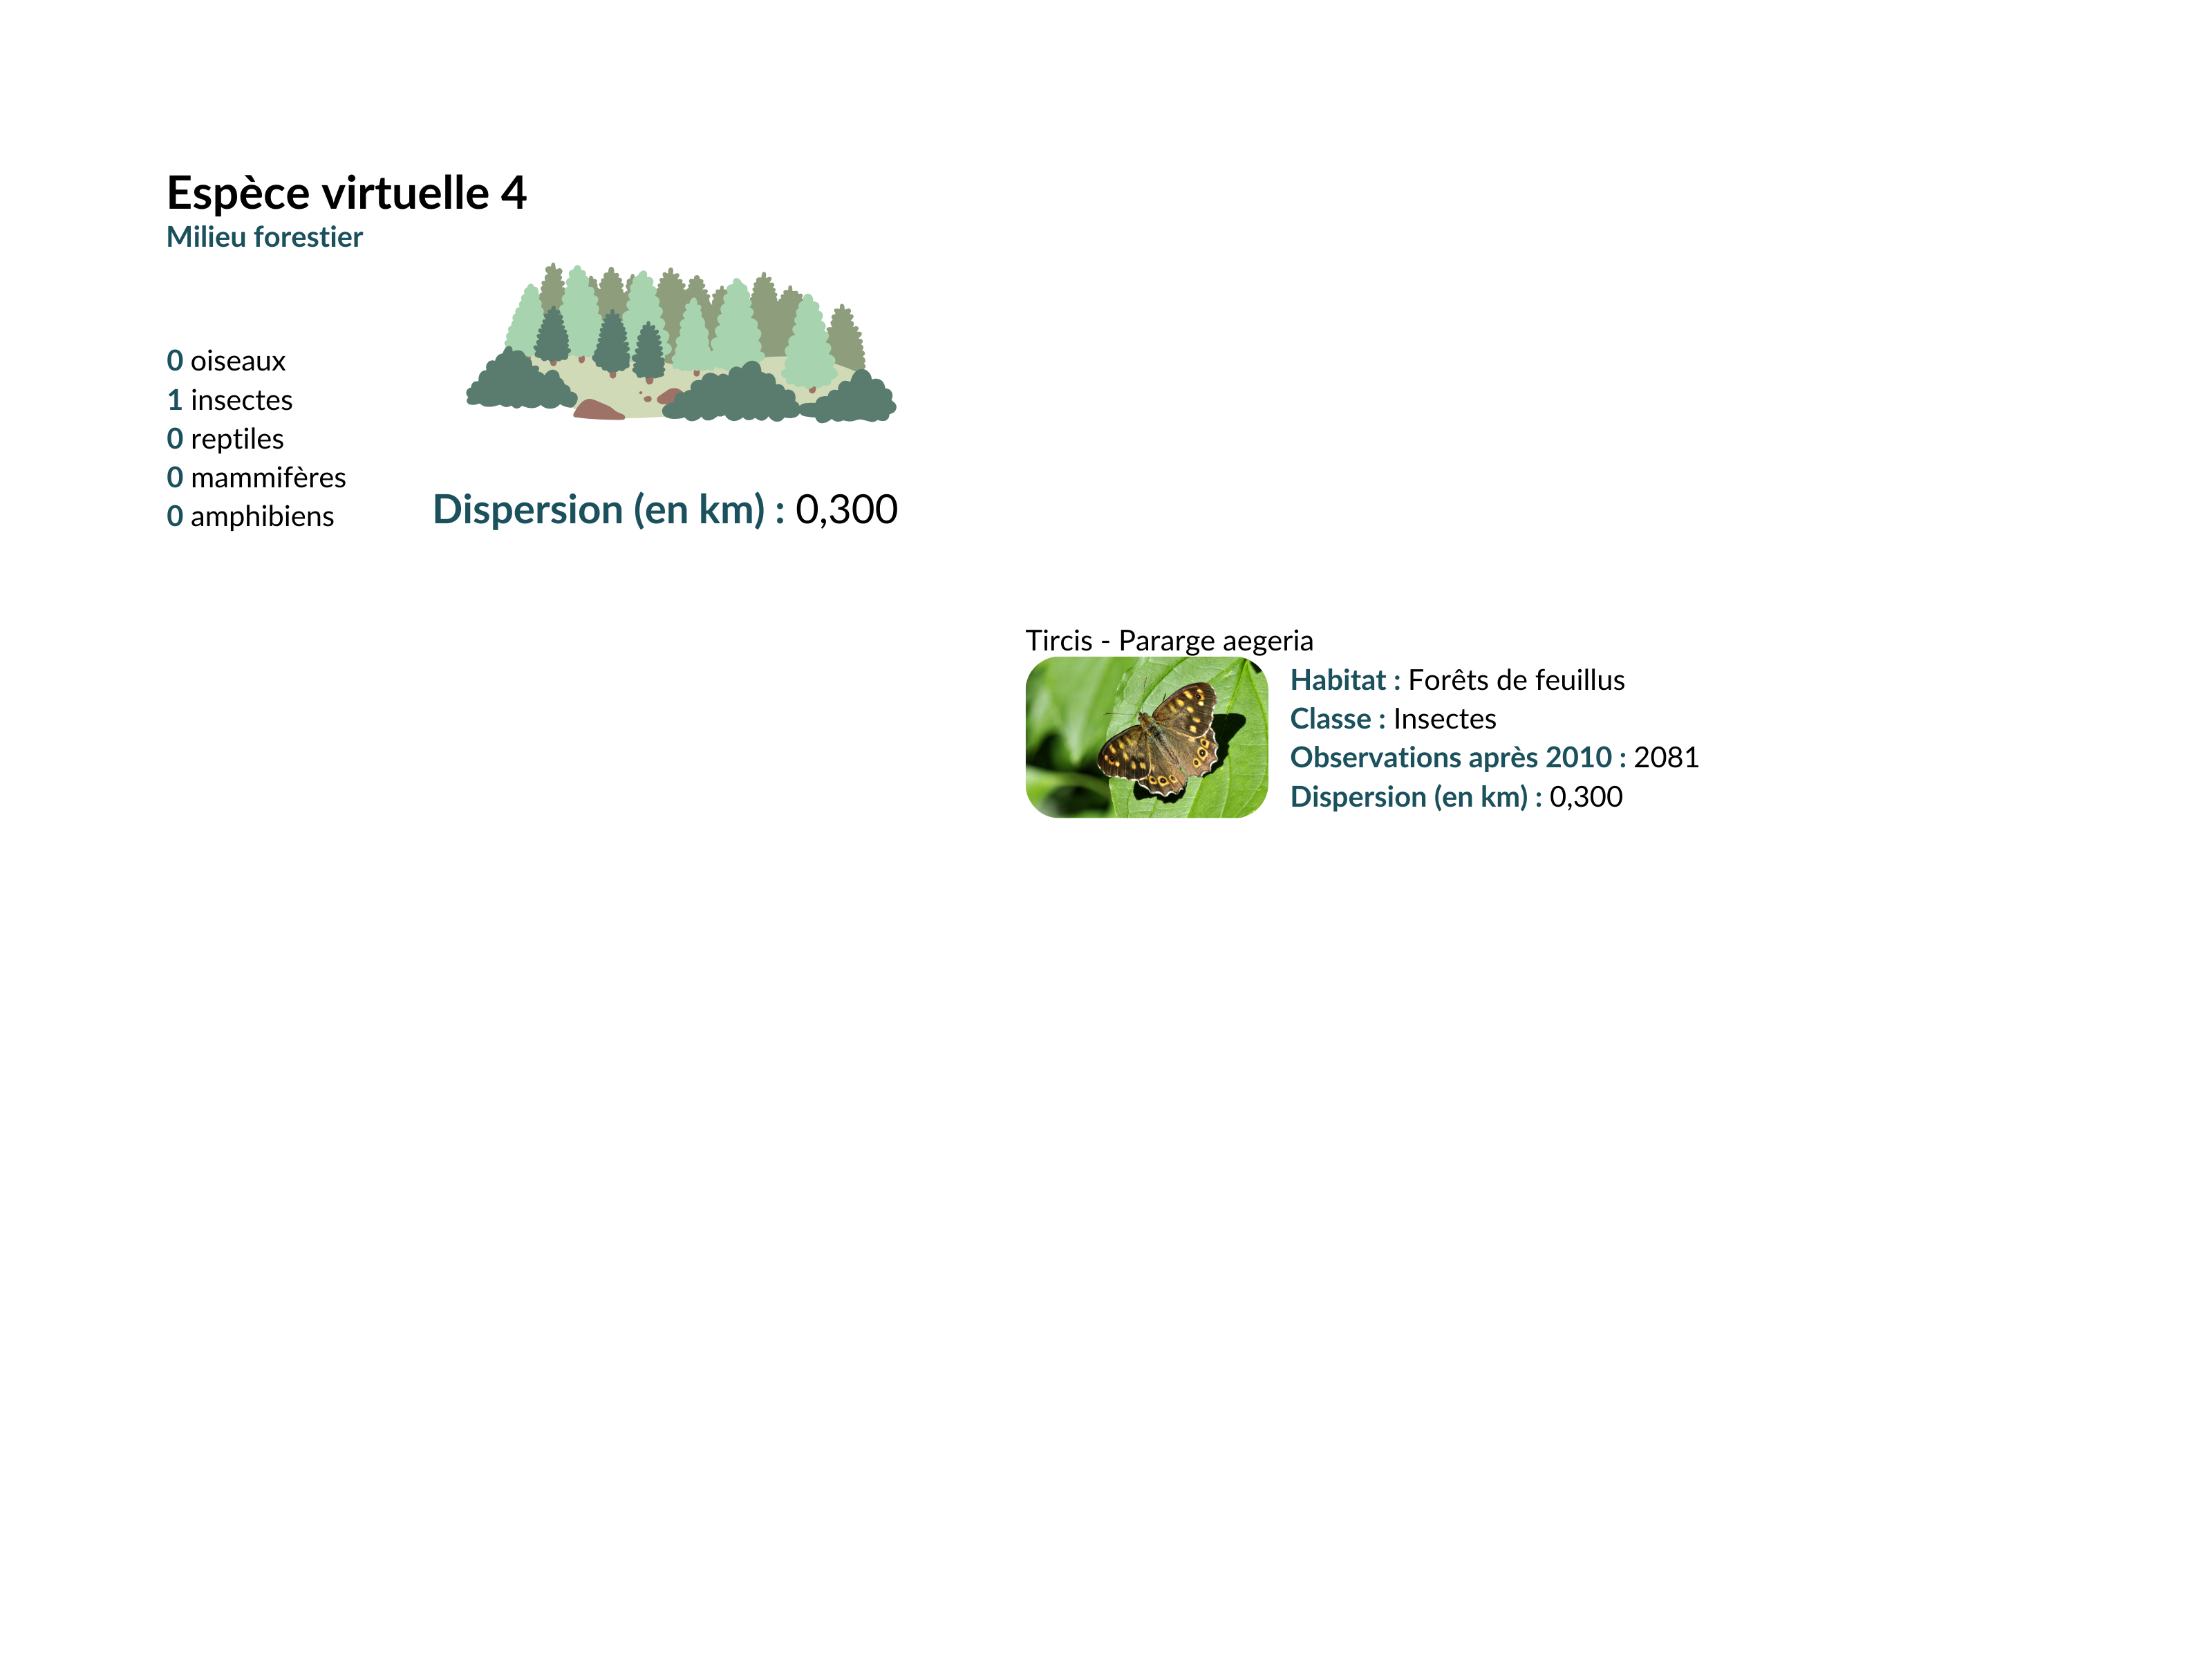 Espèce virtuelle 4
Milieu forestier
0 oiseaux
1 insectes
0 reptiles
0 mammifères
0 amphibiens
Dispersion (en km) : 0,300
Tircis - Pararge aegeria
Habitat : Forêts de feuillus
Classe : Insectes
Observations après 2010 : 2081
Dispersion (en km) : 0,300